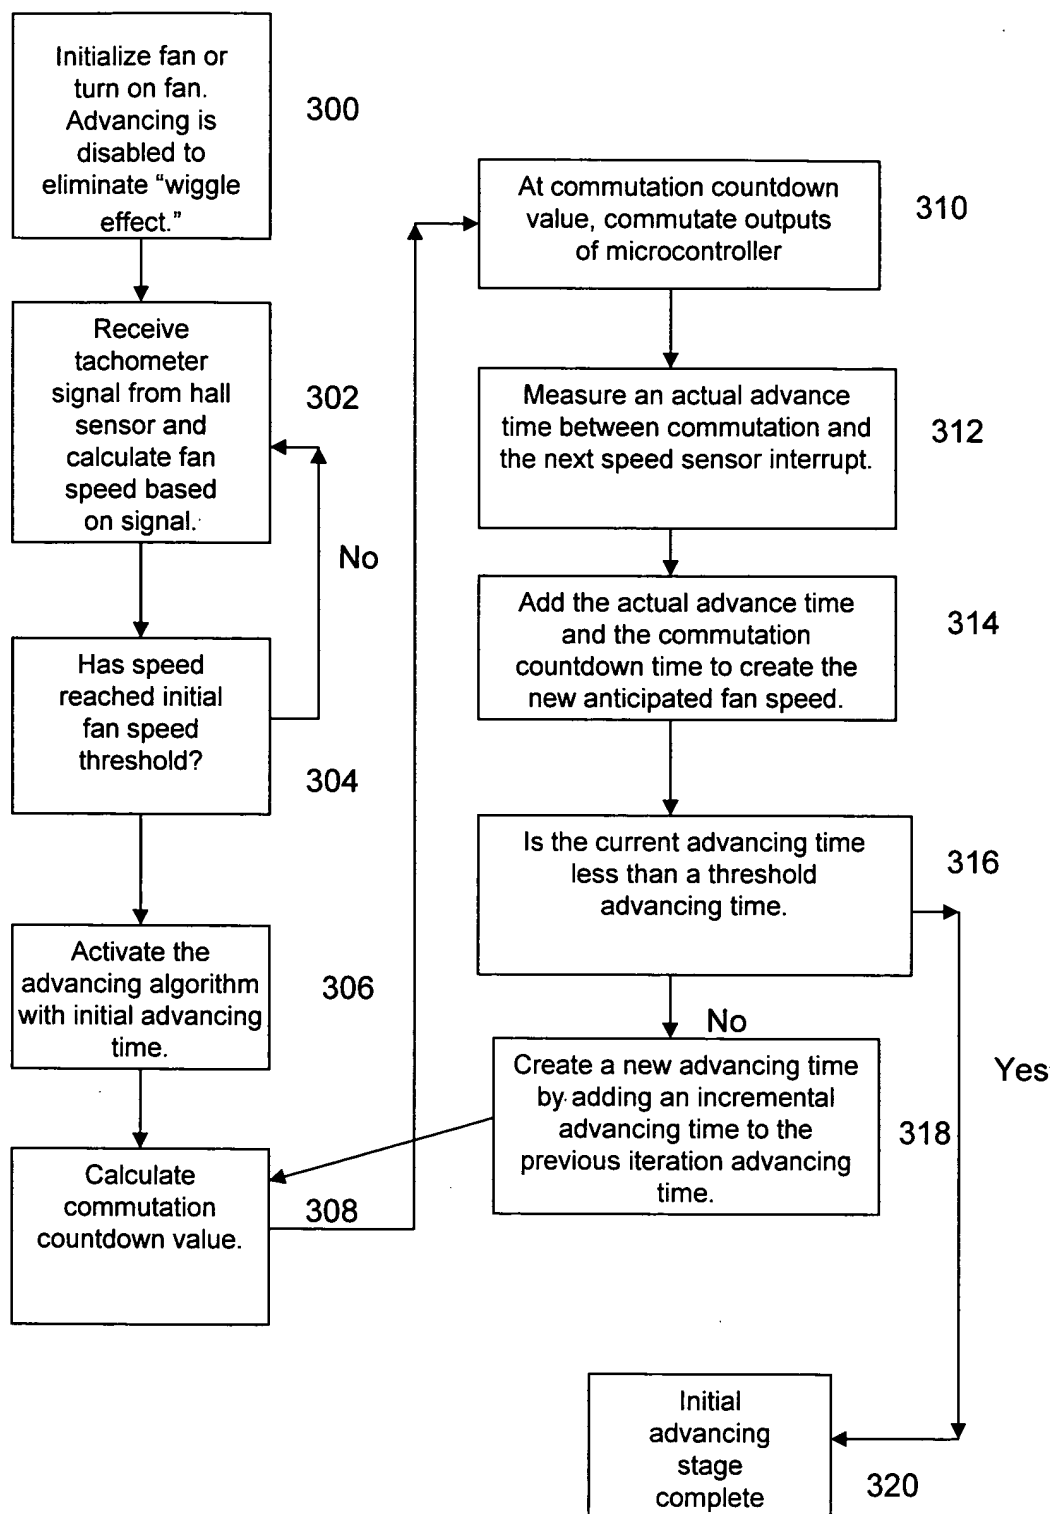 Initialize fan or
turn on fan.
Advancing is
disabled to
eliminate “wiggle
effect.”
300
Receive
tachometer
signal from hall
sensor and
calculate fan
speed based
on signal.
302
No
Has speed
reached initial
fan speed
threshold?
304
Activate the
advancing algorithm
with initial advancing
time.
306
Calculate
commutation
countdown value.
308
At commutation countdown
value, commutate outputs
of microcontroller
310
Measure an actual advance
time between commutation and
the next speed sensor interrupt.
312
Add the actual advance time
and the commutation
countdown time to create the
new anticipated fan speed.
314
Is the current advancing time
less than a threshold
advancing time.
316
No
Yes
Create a new advancing time
by adding an incremental
advancing time to the
previous iteration advancing
time.
318
Initial
advancing
stage
complete
320